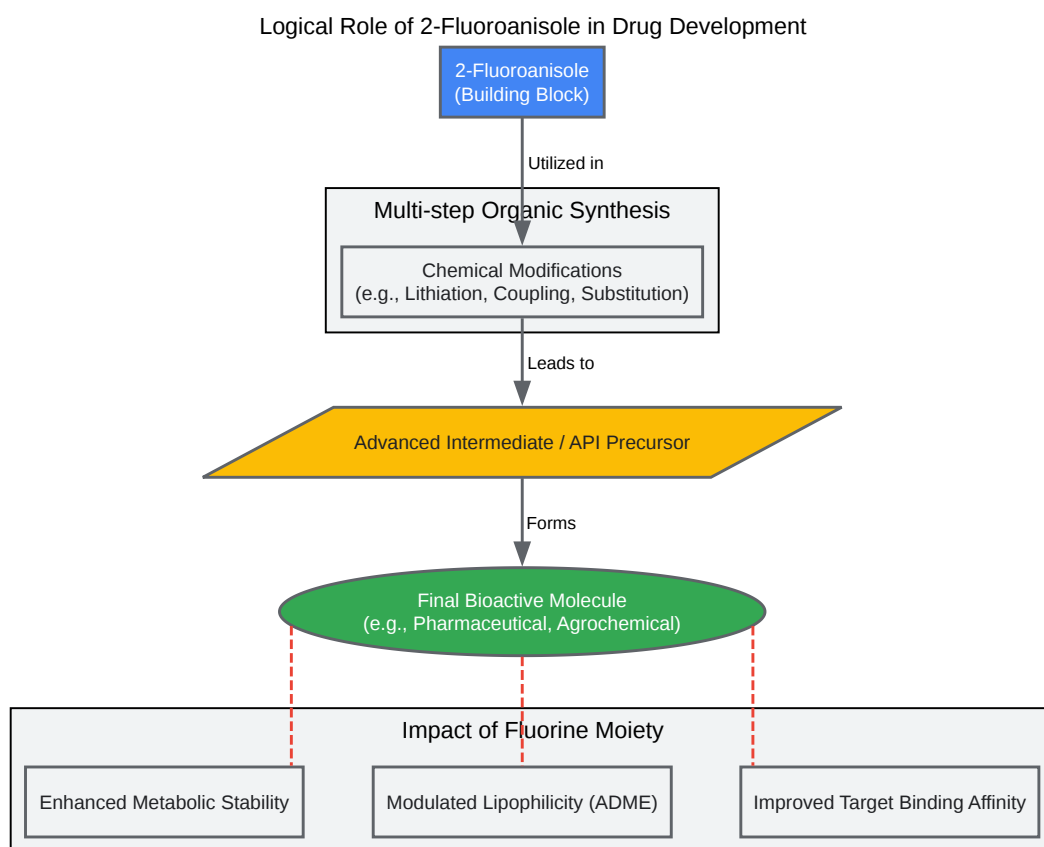 Logical Role of 2-Fluoroanisole in Drug Development
2-Fluoroanisole
(Building Block)
Utilized in
Multi-step Organic Synthesis
Chemical Modifications
(e.g., Lithiation, Coupling, Substitution)
Leads to
Advanced Intermediate / API Precursor
Forms
Final Bioactive Molecule
(e.g., Pharmaceutical, Agrochemical)
Impact of Fluorine Moiety
Enhanced Metabolic Stability
Modulated Lipophilicity (ADME)
Improved Target Binding Affinity